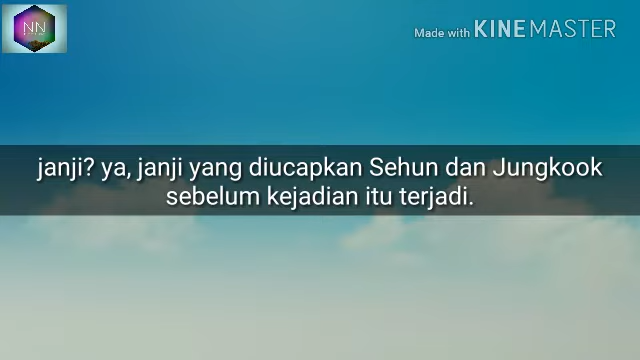 NN
Made with KINEMASTER
janji? ya, janji yang diucapkan Sehun dan Jungkook
sebelum kejadian itu terjadi.